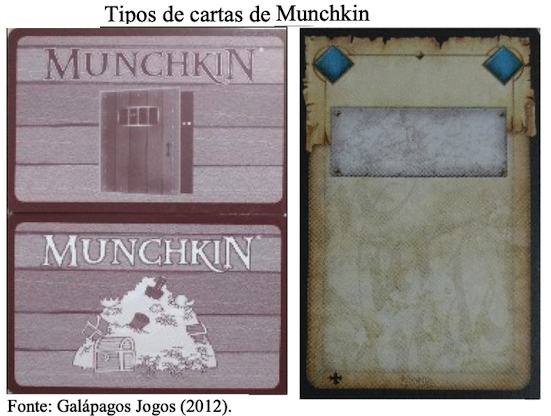 Tipos de cartas de Munchkin
MUNCHKIN
MUNCHKIN
Fonte: Galápagos Jogos (2012).